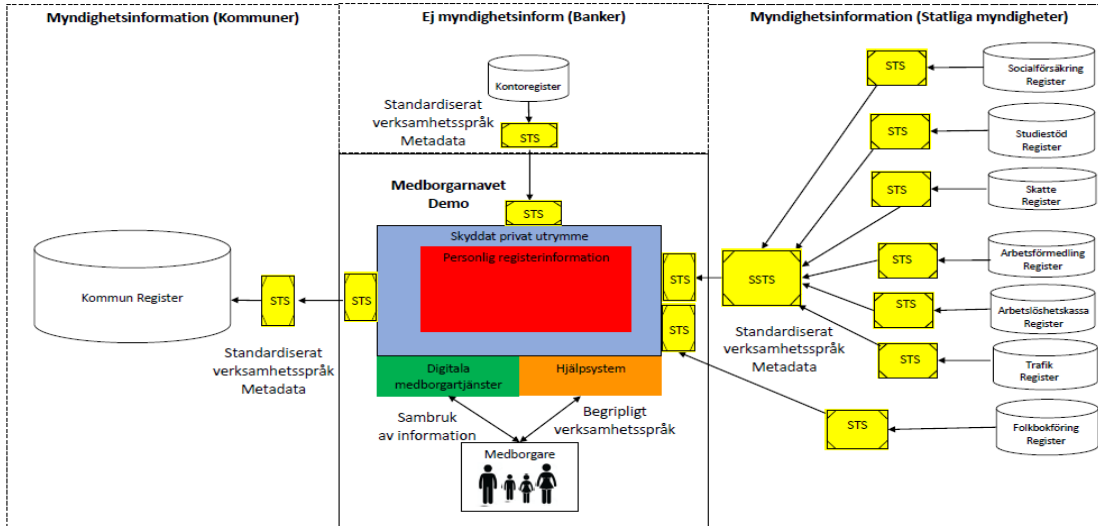 Myndighetsinformation (Kommuner)
Ej myndighetsinform (Banker)
Myndighetsinformation (Statliga myndigheter)
Kontoregister
Standardiserat
verksamhetsspråk
Metadata
STS
Medborgarnavet
Demo
STS
Skyddat privat utrymme
Personlig registerinformation
Kommun Register
STS
STS
Standardiserat
verksamhetsspråk
Metadata
STS
STS
Digitala
medborgartjänster
Hjälpsystem
Sambruk
av information
Begripligt
verksamhetsspråk
Medborgare
SSTS
Standardiserat
verksamhetsspråk
Metadata
STS
Socialförsäkring
Register
STS
Studiestöd
Register
STS
Skatte
Register
STS
Arbetsförmedling
Register
STS
Arbetslöshetskassa
Register
STS
Trafik
Register
STS
Folkbokföring
Register